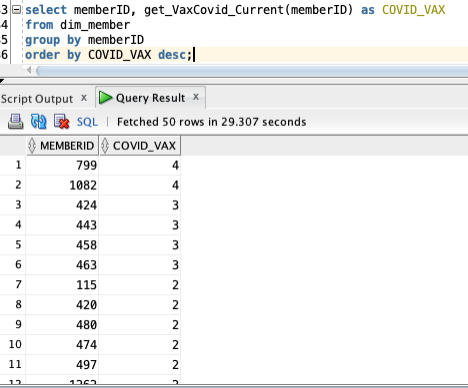 3 select memberID, get_VaxCovid_Current(memberID) as COVID_VAX
4 from dim_member
5 group by memberID
6 order by COVID_VAX desc;
Script Output x Query Result x
SQL | Fetched 50 rows in 29.307 seconds
MEMBERID COVID_VAX
1 799 4
2 1082 4
3 424 3
4 443 3
5 458 3
6 463 3
7 115 2
8 420 2
9 480 2
10 474 2
11 497 2